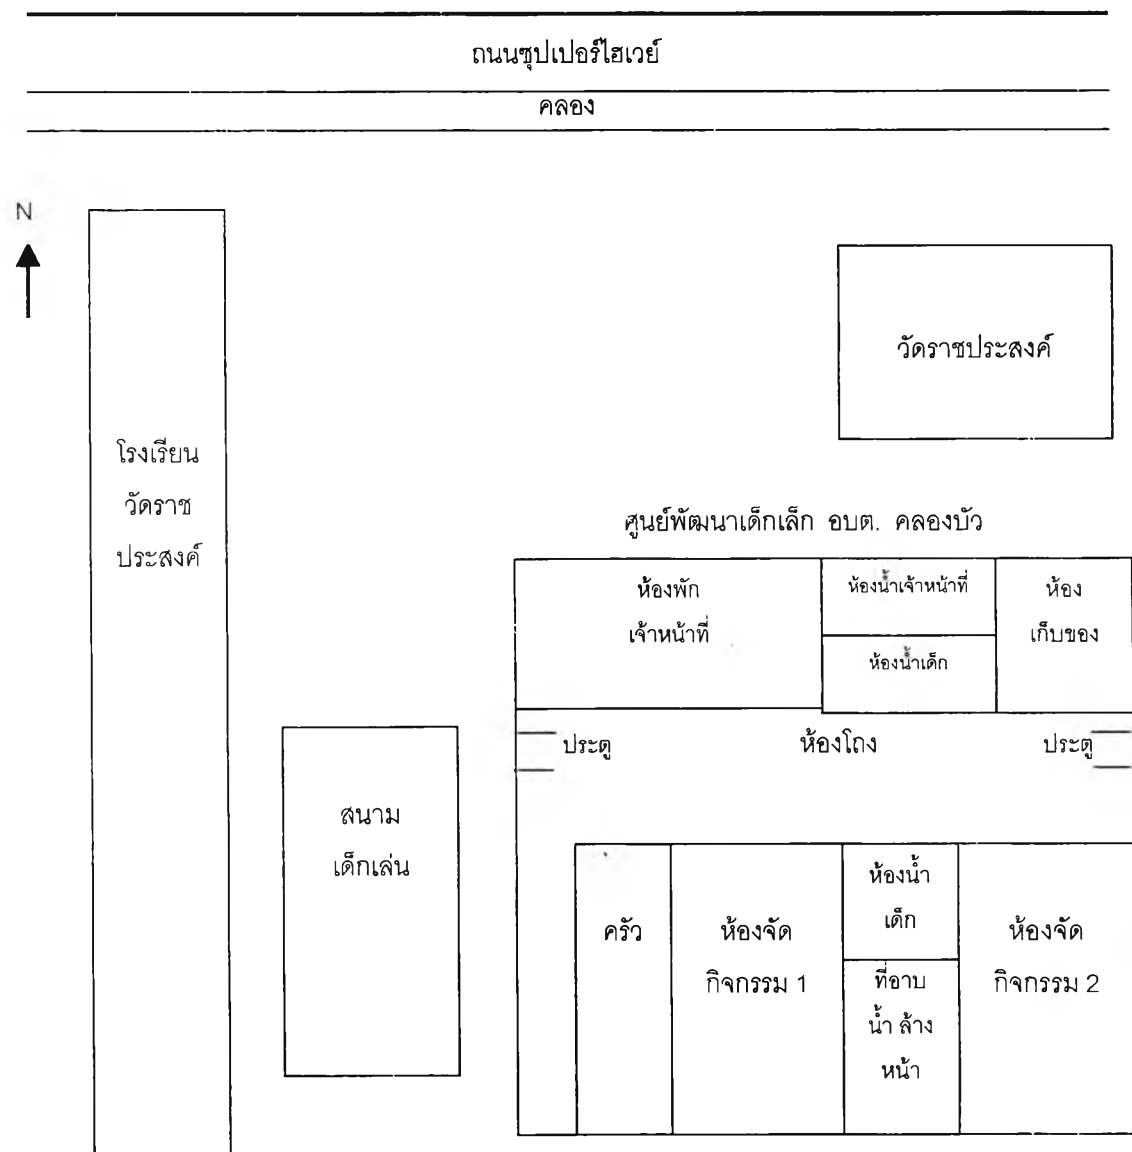 ถนนซุปเปอร์ไฮเวย์
คลอง
N
วัดราชประสงค์
โรงเรียน
วัดราช
ประสงค์
ศูนย์พัฒนาเด็กเล็ก อบต. คลองบัว
ห้องพัก
เจ้าหน้าที่
ห้องน้ำเจ้าหน้าที่
ห้องน้ำเด็ก
ห้อง
เก็บของ
ประตู
ห้องโถง
ประตู
สนาม
เด็กเล่น
ครัว
ห้องจัด
กิจกรรม 1
ห้องน้ำ
เด็ก
ที่อาบ
น้ำ ล้าง
หน้า
ห้องจัด
กิจกรรม 2